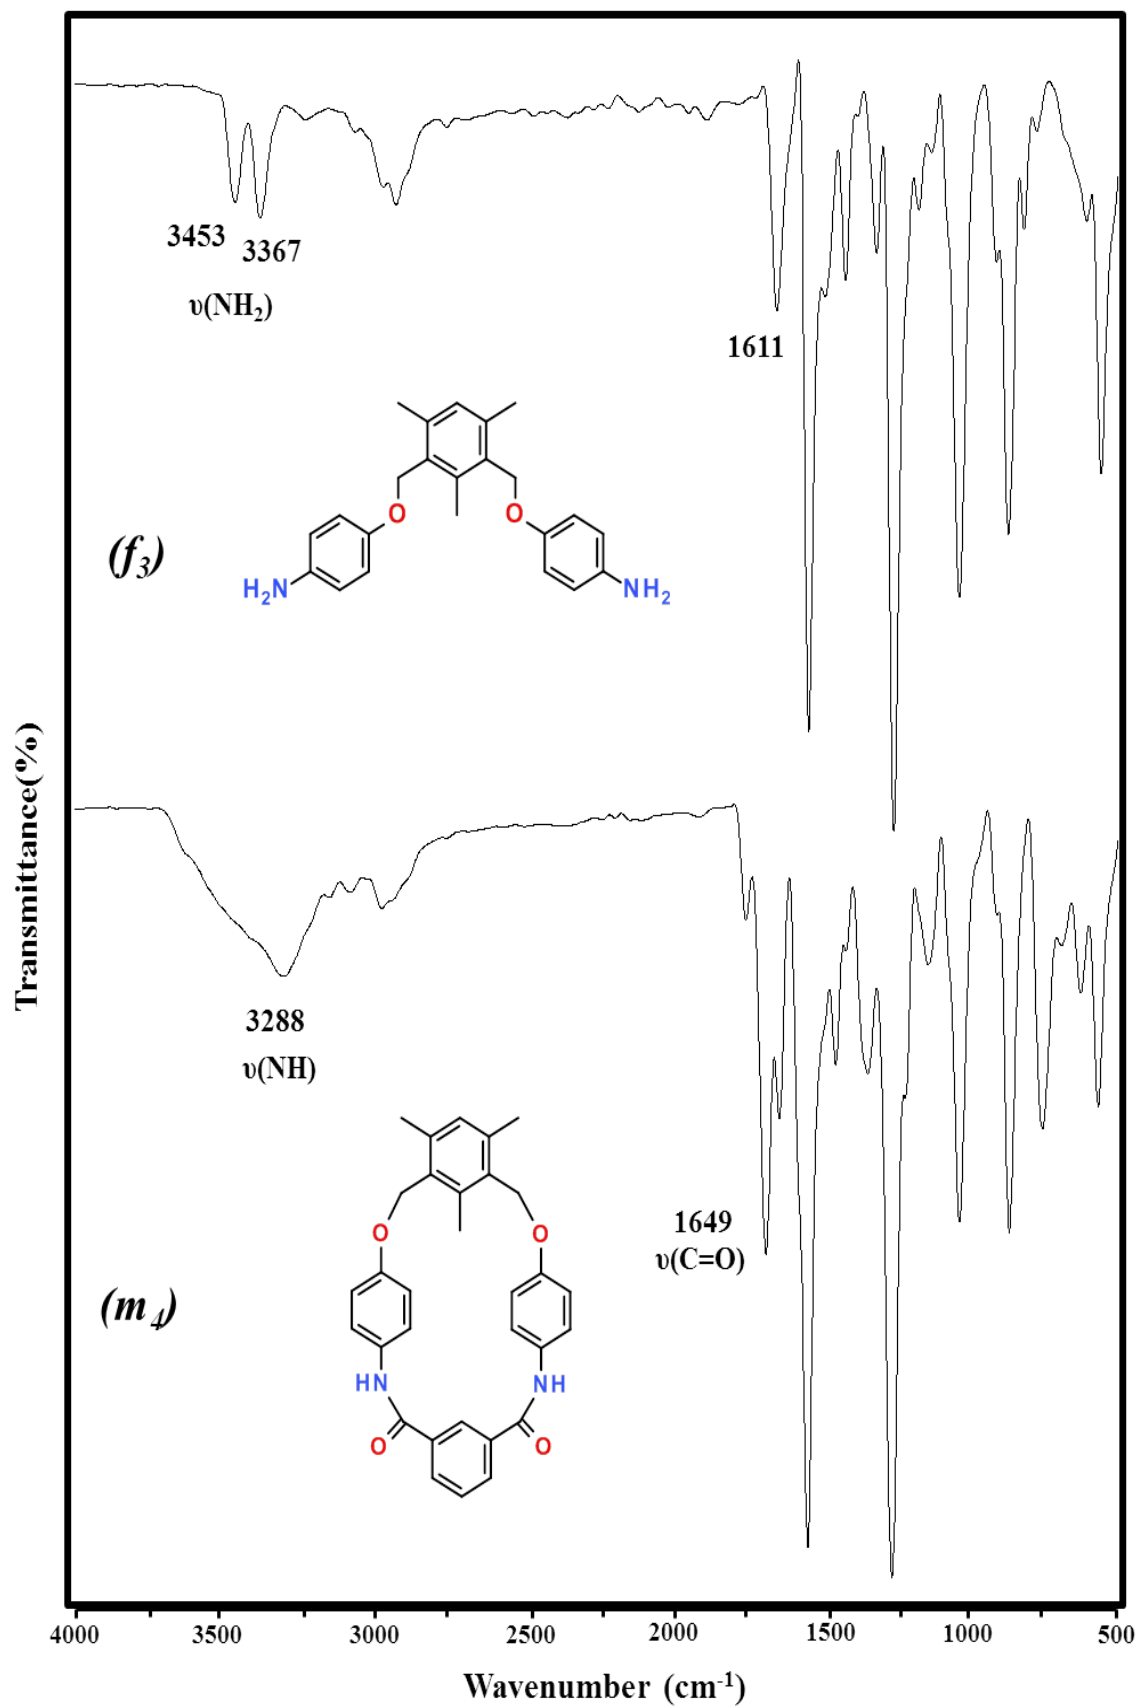 3453
3367
υ(NH₂)
1611
(f₃)
O
O
H₂N
NH₂
Transmittance(%)
3288
υ(NH)
1649
υ(C=O)
O
O
(m₄)
HN
NH
O
O
4000 3500 3000 2500 2000 1500 1000 500
Wavenumber (cm⁻¹)